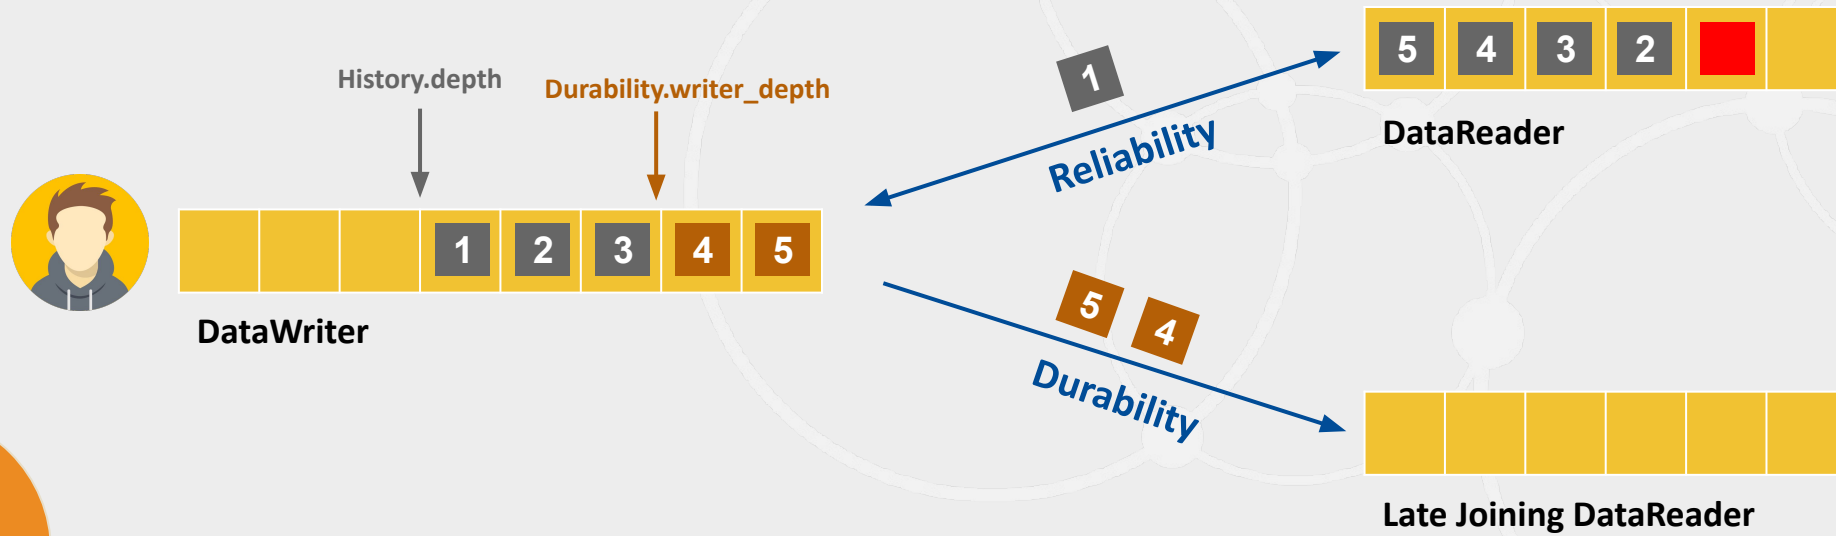 History.depth
Durability.writer_depth
1
Reliability
5 4 3 2
DataReader
1 2 3 4 5
DataWriter
5 4
Durability
Late Joining DataReader